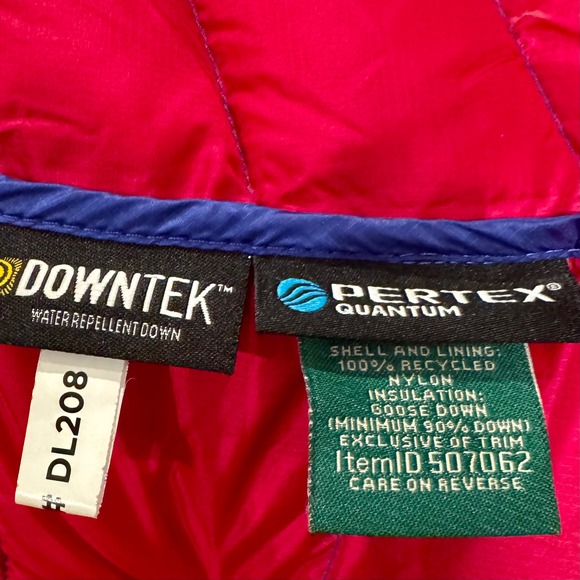 DOWNTEK™
WATER REPELLENT DOWN
PERTEX®
QUANTUM
# DL208
SHELL AND LINING:
100% RECYCLED
NYLON
INSULATION:
GOOSE DOWN
(MINIMUM 90% DOWN)
EXCLUSIVE OF TRIM
ItemID 507062
CARE ON REVERSE